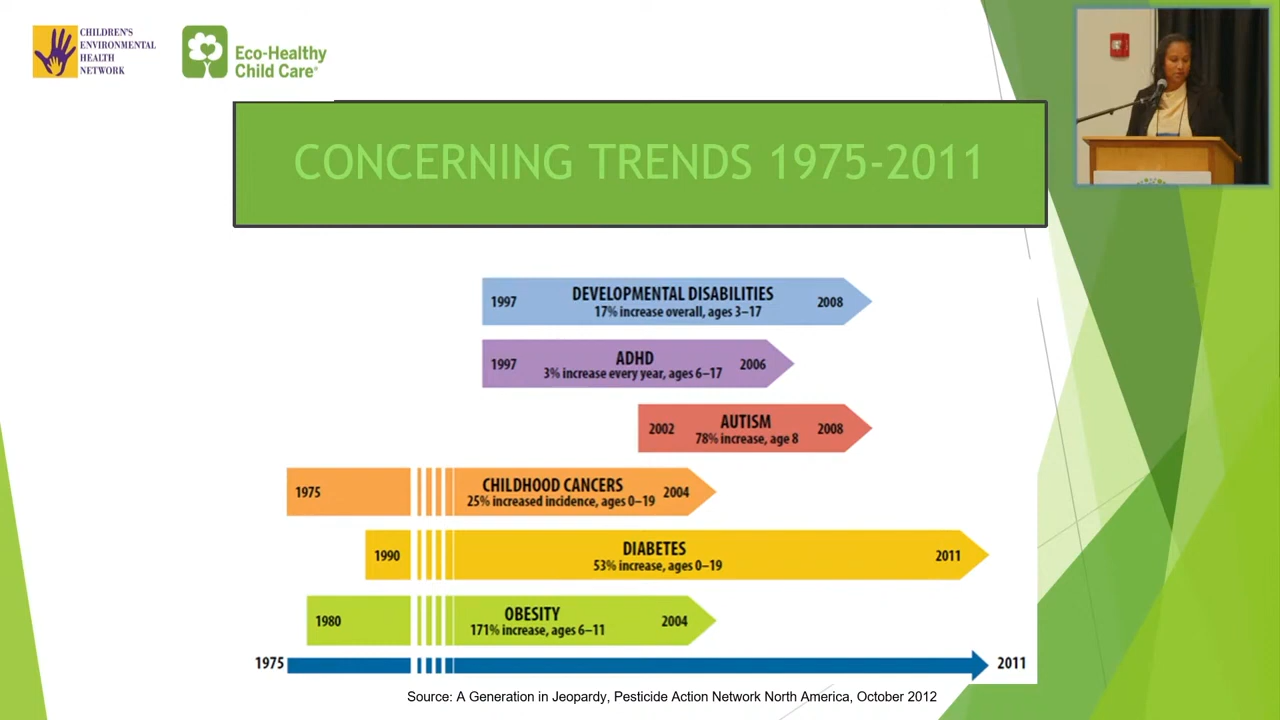 CHILDREN'S
ENVIRONMENTAL
HEALTH
NETWORK
Eco-Healthy
Child Care®
CONCERNING TRENDS 1975-2011
1997 DEVELOPMENTAL DISABILITIES 2008
17% increase overall, ages 3–17
1997 ADHD 2006
3% increase every year, ages 6–17
2002 AUTISM 2008
78% increase, age 8
1975 CHILDHOOD CANCERS 2004
25% increased incidence, ages 0–19
1990 DIABETES 2011
53% increase, ages 0–19
1980 OBESITY 2004
171% increase, ages 6–11
1975 2011
Source: A Generation in Jeopardy, Pesticide Action Network North America, October 2012